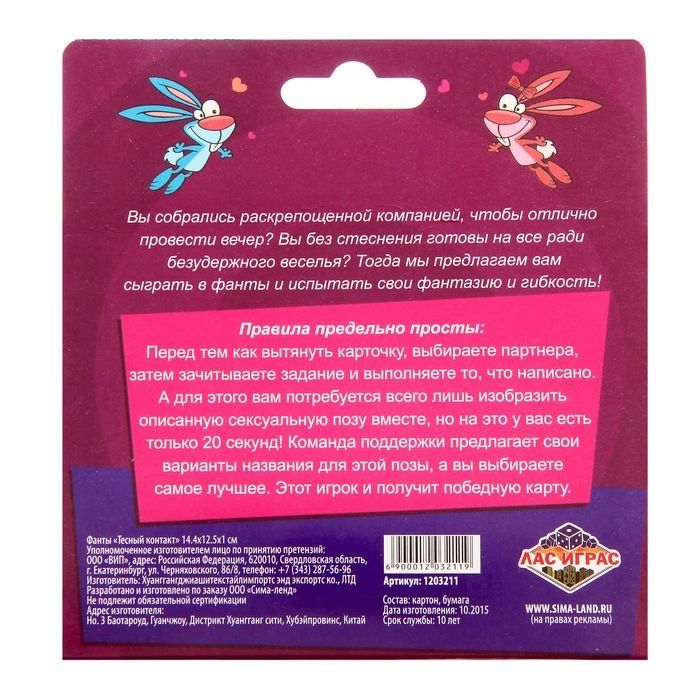 Вы собрались раскрепощенной компанией, чтобы отлично
провести вечер? Вы без стеснения готовы на все ради
безудержного веселья? Тогда мы предлагаем вам
сыграть в фанты и испытать свои фантазию и гибкость!
Правила предельно просты:
Перед тем как вытянуть карточку, выбираете партнера,
затем зачитываете задание и выполняете то, что написано.
А для этого вам потребуется всего лишь изобразить
описанную сексуальную позу вместе, но на это у вас есть
только 20 секунд! Команда поддержки предлагает свои
варианты названия для этой позы, а вы выбираете
самое лучшее. Этот игрок и получит победную карту.
Фанты «Тесный контакт» 14.4х12.5х1 см
Уполномоченное изготовителем лицо по принятию претензий:
ООО «ВИП», адрес: Российская Федерация, 620010, Свердловская область,
г. Екатеринбург, ул. Черняховского, 86/8, телефон: +7 (343) 287-56-96
Изготовитель: Хуангганджиашитекстайлимпортс энд экспортс ко., ЛТД
Разработано и изготовлено по заказу ООО «Сима-ленд»
Не подлежит обязательной сертификации
Адрес изготовителя:
Но. 3 Баотароуд, Гуанчжоу, Дистрикт Хуангганг сити, Хубэйпровинс, Китай
6 900012 032119
Артикул: 1203211
Состав: картон, бумага
Дата изготовления: 10.2015
Срок службы: 10 лет
ЛАС ИГРАС
WWW.SIMA-LAND.RU
(на правах рекламы)